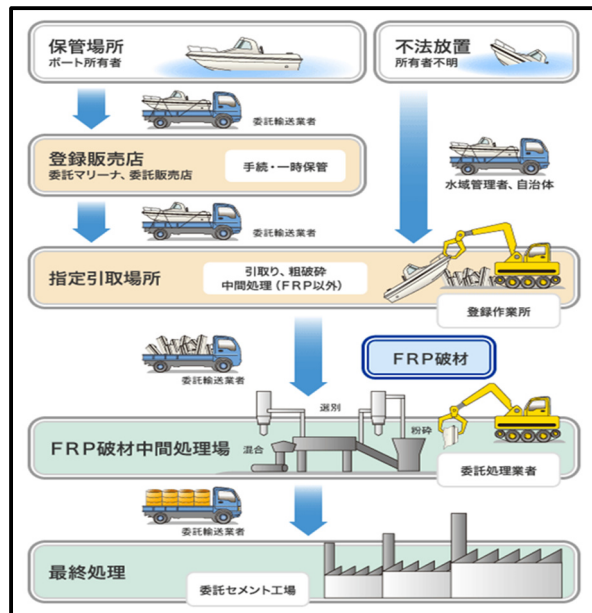 保管場所
ボート所有者
不法放置
所有者不明
委託輸送業者
登録販売店
委託マリーナ、委託販売店
手続・一時保管
水域管理者、自治体
委託輸送業者
指定引取場所
引取り、粗破砕
中間処理(FRP以外)
登録作業所
委託輸送業者
FRP破材
選別
混合
粉砕
FRP破材中間処理場
委託処理業者
委託輸送業者
最終処理
委託セメント工場